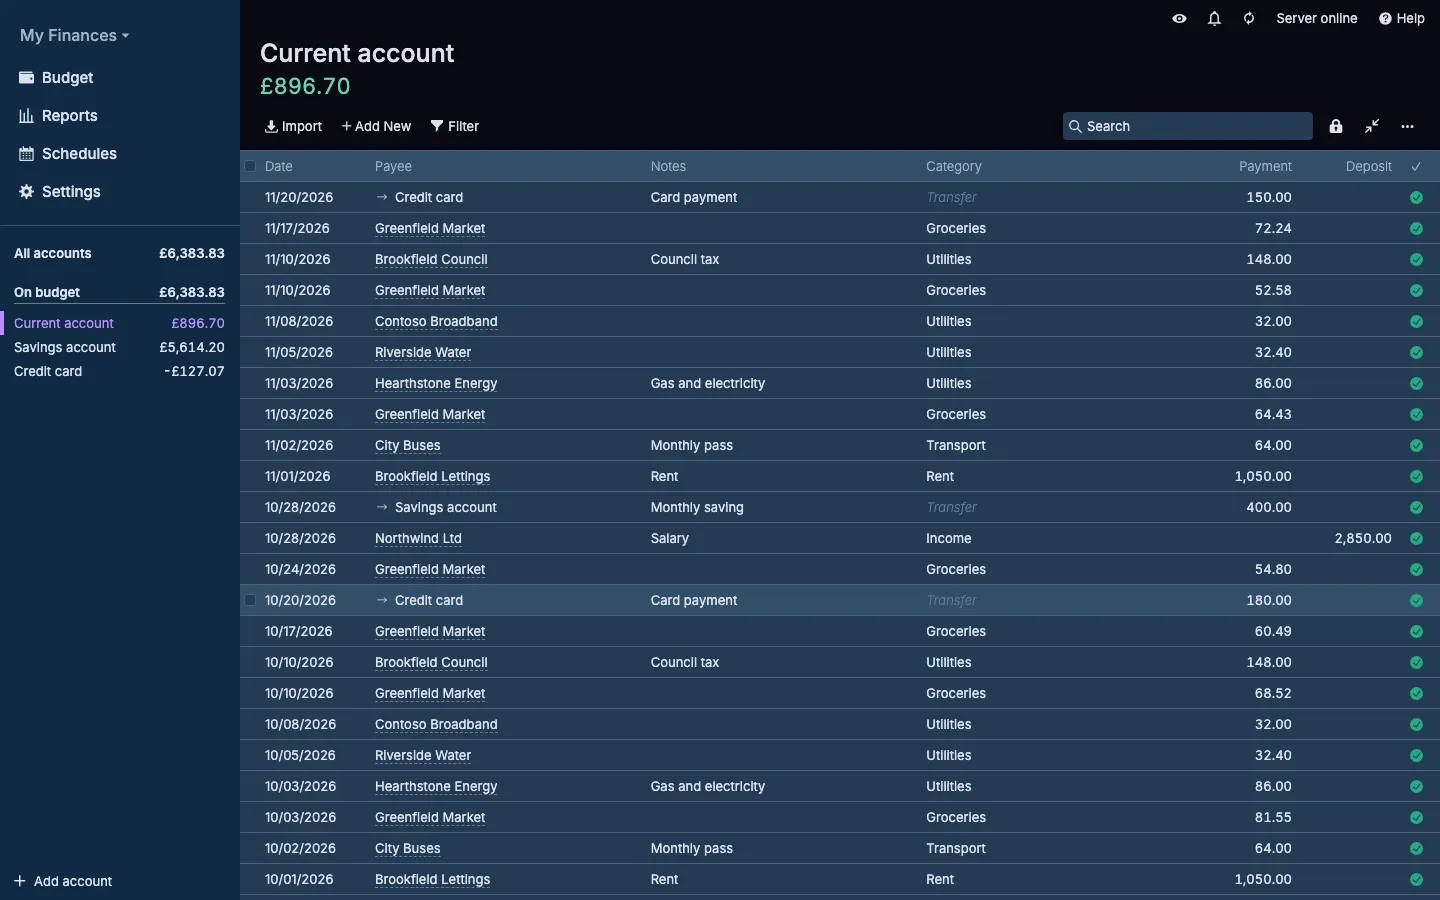 My Finances
Budget
Reports
Schedules
Settings
All accounts £6,383.83
On budget £6,383.83
Current account £896.70
Savings account £5,614.20
Credit card -£127.07
+ Add account
Server online Help
Current account
£896.70
Import + Add New Filter Search
Date Payee Notes Category Payment Deposit ✓
11/20/2026 → Credit card Card payment Transfer 150.00
11/17/2026 Greenfield Market Groceries 72.24
11/10/2026 Brookfield Council Council tax Utilities 148.00
11/10/2026 Greenfield Market Groceries 52.58
11/08/2026 Contoso Broadband Utilities 32.00
11/05/2026 Riverside Water Utilities 32.40
11/03/2026 Hearthstone Energy Gas and electricity Utilities 86.00
11/03/2026 Greenfield Market Groceries 64.43
11/02/2026 City Buses Monthly pass Transport 64.00
11/01/2026 Brookfield Lettings Rent Rent 1,050.00
10/28/2026 → Savings account Monthly saving Transfer 400.00
10/28/2026 Northwind Ltd Salary Income 2,850.00
10/24/2026 Greenfield Market Groceries 54.80
10/20/2026 → Credit card Card payment Transfer 180.00
10/17/2026 Greenfield Market Groceries 60.49
10/10/2026 Brookfield Council Council tax Utilities 148.00
10/10/2026 Greenfield Market Groceries 68.52
10/08/2026 Contoso Broadband Utilities 32.00
10/05/2026 Riverside Water Utilities 32.40
10/03/2026 Hearthstone Energy Gas and electricity Utilities 86.00
10/03/2026 Greenfield Market Groceries 81.55
10/02/2026 City Buses Monthly pass Transport 64.00
10/01/2026 Brookfield Lettings Rent Rent 1,050.00